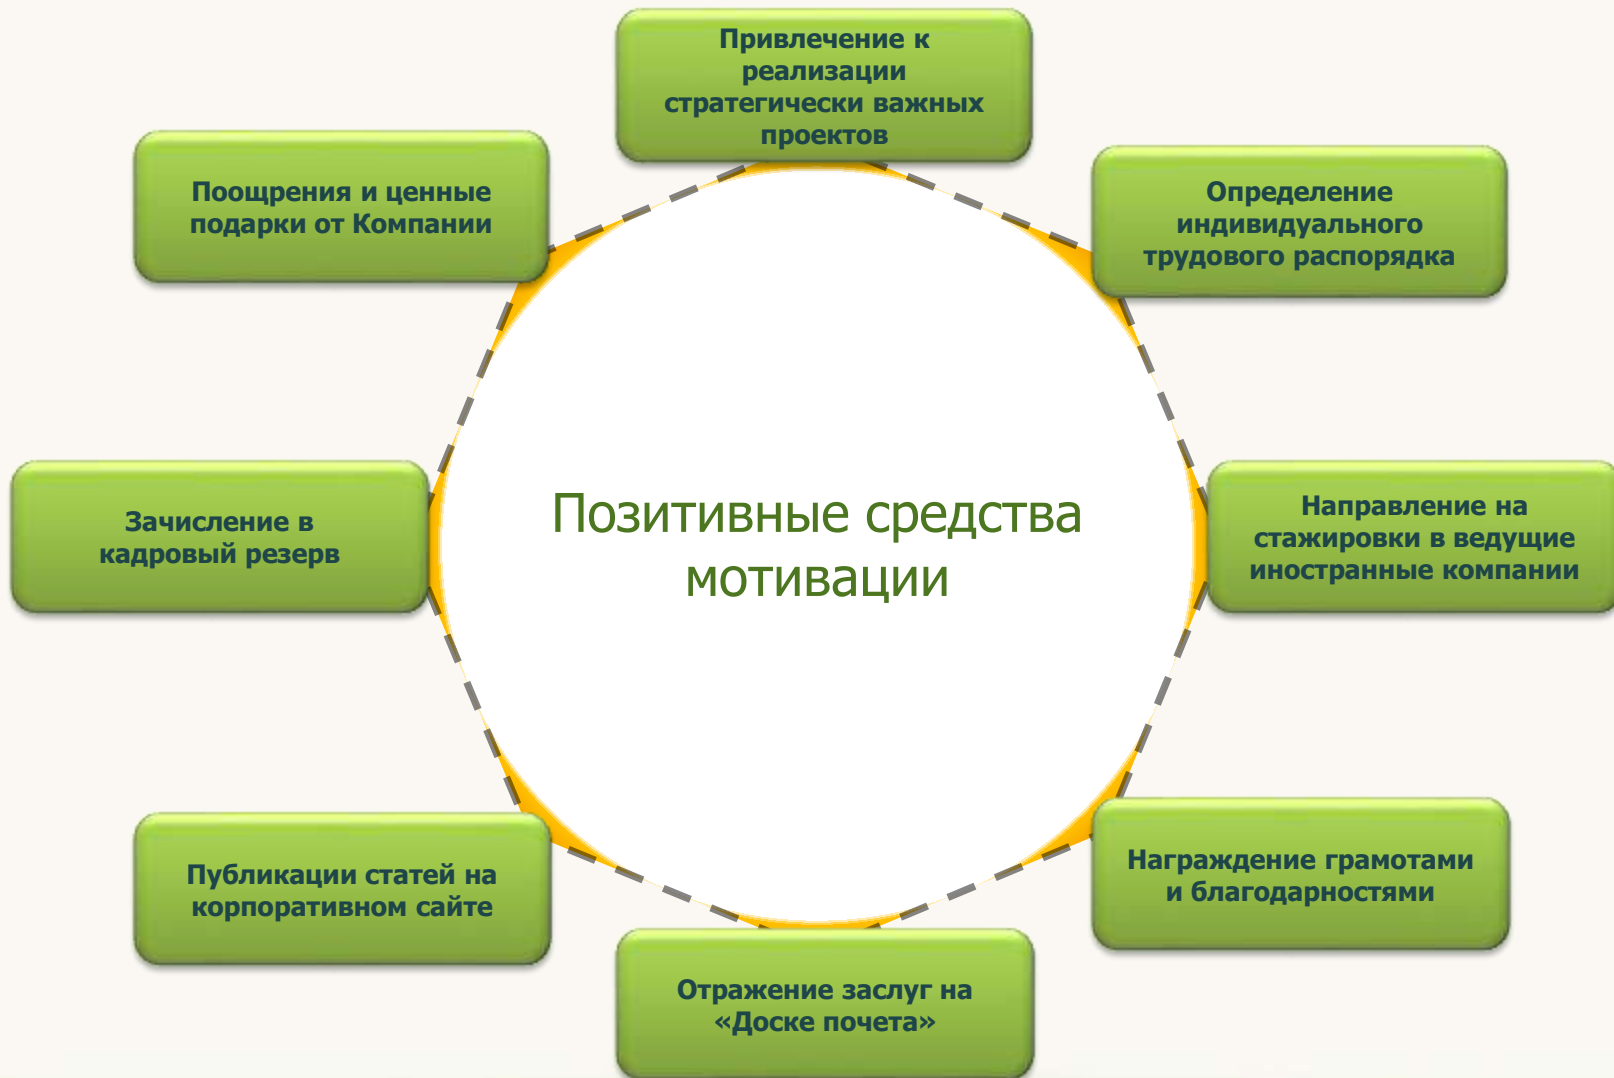 Привлечение к
реализации
стратегически важных
проектов
Поощрения и ценные
подарки от Компании
Определение
индивидуального
трудового распорядка
Зачисление в
кадровый резерв
Позитивные средства
мотивации
Направление на
стажировки в ведущие
иностранные компании
Публикации статей на
корпоративном сайте
Награждение грамотами
и благодарностями
Отражение заслуг на
«Доске почета»